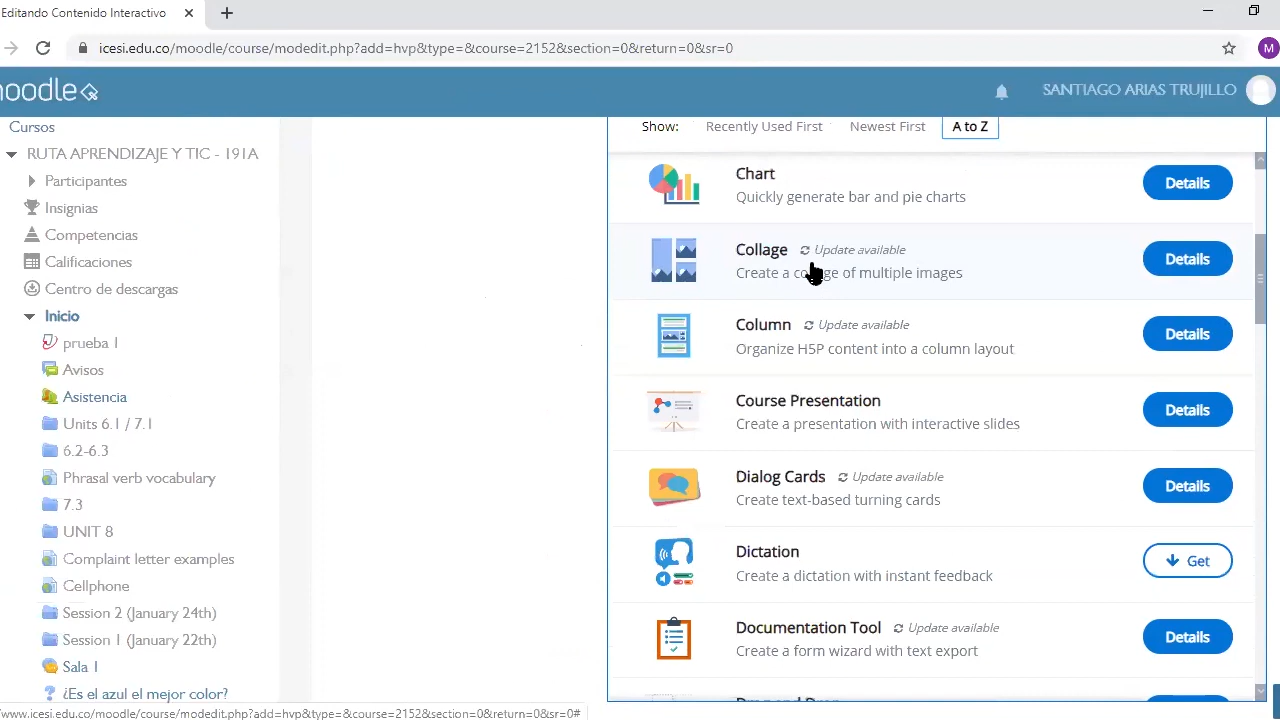 Editando Contenido Interactivo
icesi.edu.co/moodle/course/modedit.php?add=hvp&type=&course=2152&section=0&return=0&sr=0
M
moodle
SANTIAGO ARIAS TRUJILLO
Cursos
RUTA APRENDIZAJE Y TIC - 191A
Participantes
Insignias
Competencias
Calificaciones
Centro de descargas
Inicio
prueba 1
Avisos
Asistencia
Units 6.1 / 7.1
6.2-6.3
Phrasal verb vocabulary
7.3
UNIT 8
Complaint letter examples
Cellphone
Session 2 (January 24th)
Session 1 (January 22th)
Sala 1
¿Es el azul el mejor color?
Show: Recently Used First Newest First A to Z
Chart
Quickly generate bar and pie charts
Details
Collage Update available
Create a collage of multiple images
Details
Column Update available
Organize H5P content into a column layout
Details
Course Presentation
Create a presentation with interactive slides
Details
Dialog Cards Update available
Create text-based turning cards
Details
Dictation
Create a dictation with instant feedback
Get
Documentation Tool Update available
Create a form wizard with text export
Details
/www.icesi.edu.co/moodle/course/modedit.php?add=hvp&type=&course=2152&section=0&return=0&sr=0#